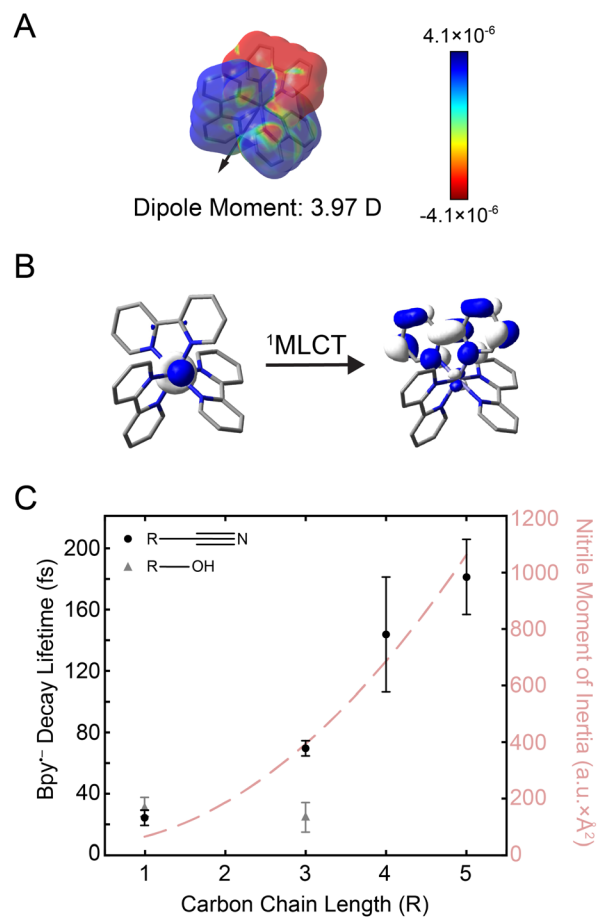 A
4.1×10⁻⁶
-4.1×10⁻⁶
Dipole Moment: 3.97 D
B
¹MLCT
C
Bpy•– Decay Lifetime (fs)
200
160
120
80
40
0
R
N
R
OH
1200
1000
800
600
400
200
0
Nitrile Moment of
Inertia (a.u.×Å²)
1
2
3
4
5
Carbon Chain Length (R)